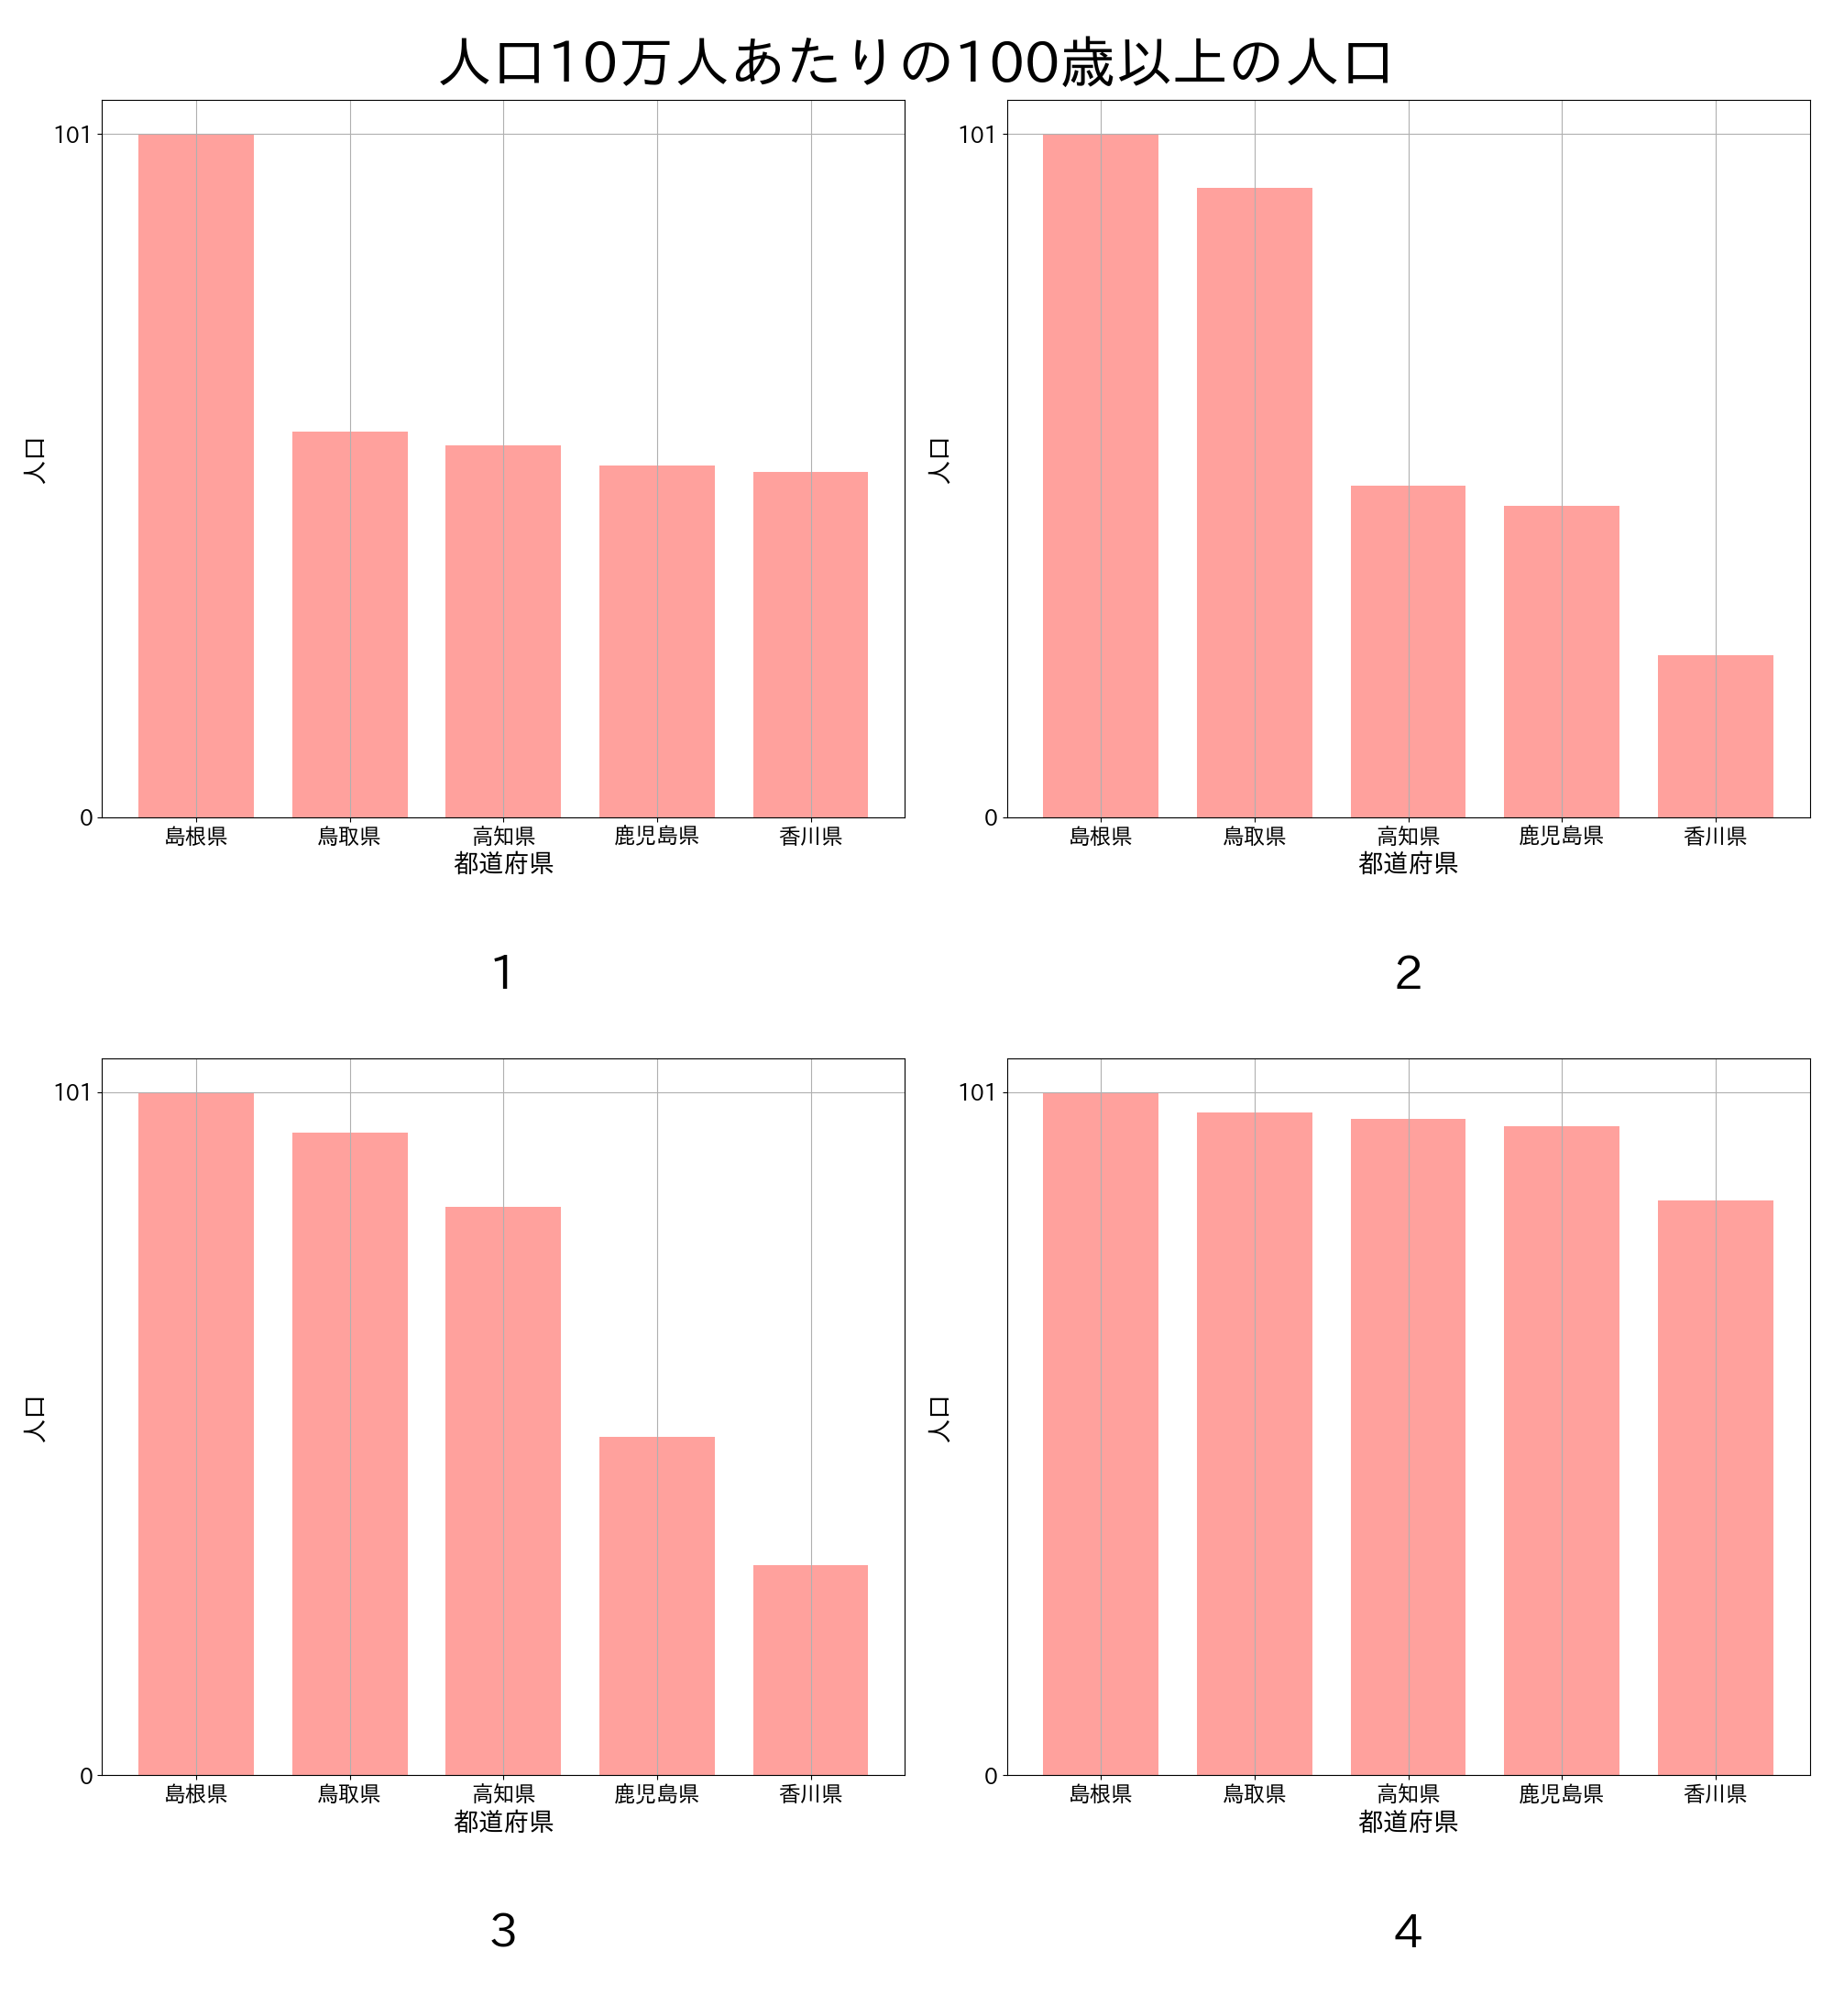 人口10万人あたりの100歳以上の人口
101
人口
0
島根県 鳥取県 高知県 鹿児島県 香川県
都道府県
1
101
人口
0
島根県 鳥取県 高知県 鹿児島県 香川県
都道府県
2
101
人口
0
島根県 鳥取県 高知県 鹿児島県 香川県
都道府県
3
101
人口
0
島根県 鳥取県 高知県 鹿児島県 香川県
都道府県
4